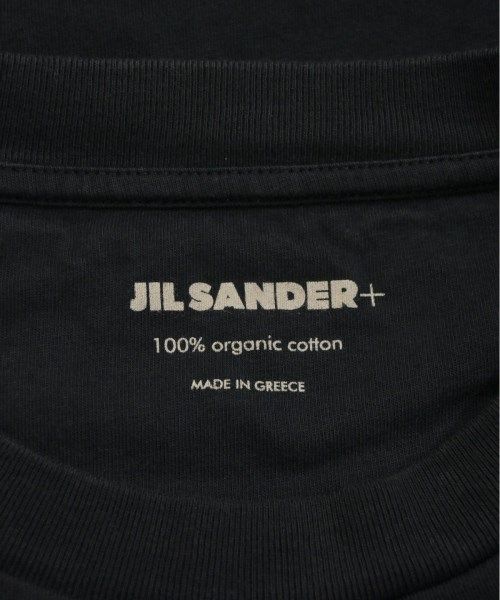 JIL SANDER+
100% organic cotton
MADE IN GREECE